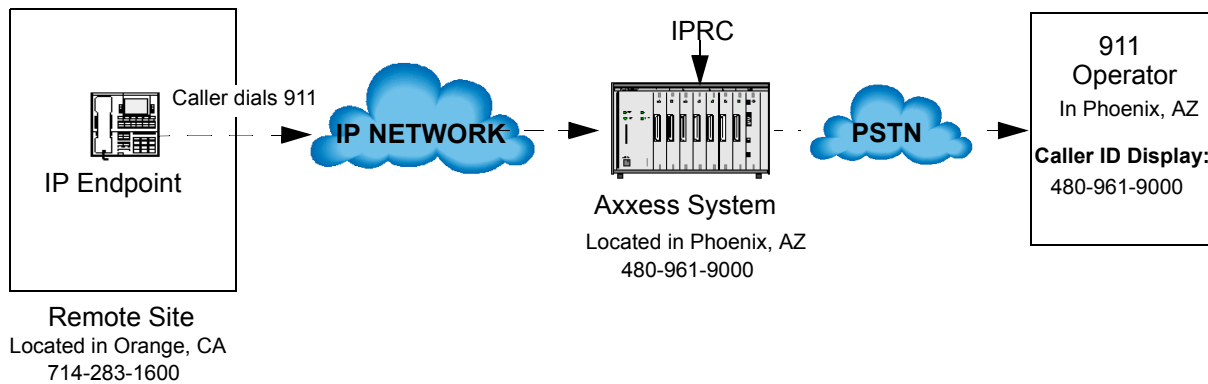 Caller dials 911
IP Endpoint
Remote Site
Located in Orange, CA
714-283-1600
IP NETWORK
IPRC
Axxess System
Located in Phoenix, AZ
480-961-9000
PSTN
911
Operator
In Phoenix, AZ
Caller ID Display:
480-961-9000